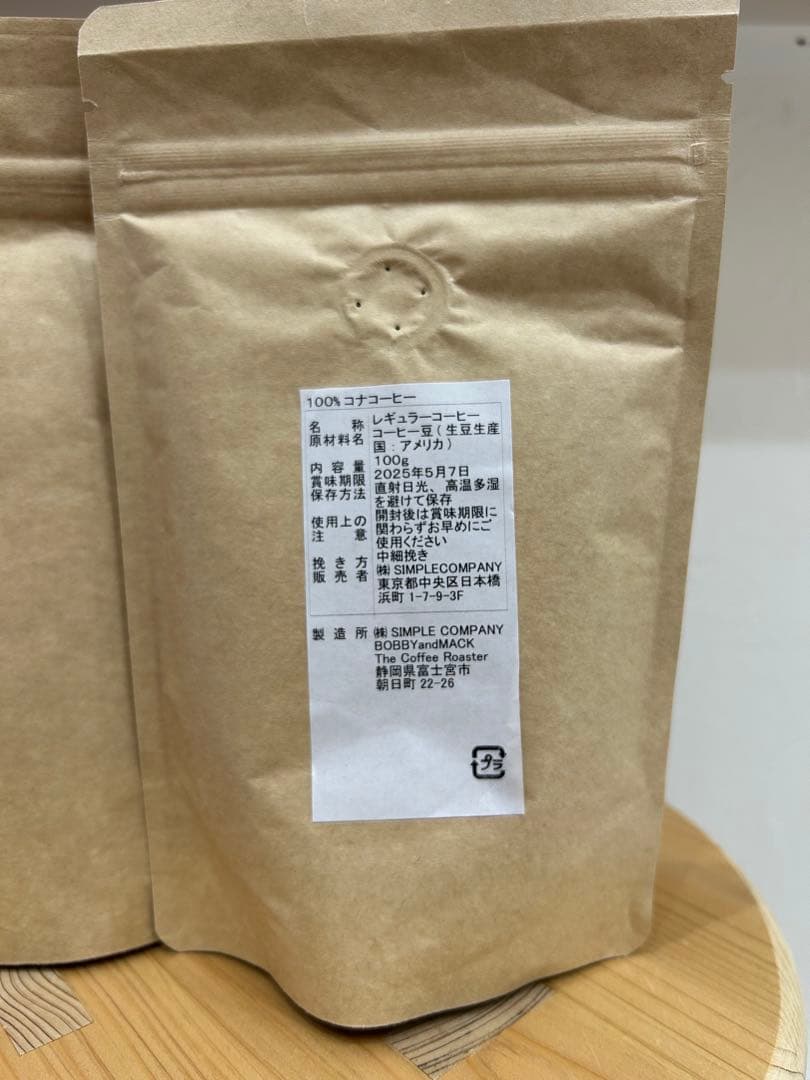 100% コナコーヒー
名称 レギュラーコーヒー
原材料名 コーヒー豆 ( 生豆生産
国 : アメリカ )
内容量 100g
賞味期限 2025年5月7日
保存方法 直射日光、高温多湿
を避けて保存
使用上の 開封後は賞味期限に
注意 関わらずお早めにご
使用ください
挽き方 中細挽き
販売者 ㈱ SIMPLECOMPANY
東京都中央区日本橋
浜町 1-7-9-3F
製造所 ㈱ SIMPLE COMPANY
BOBBYandMACK
The Coffee Roaster
静岡県富士宮市
朝日町 22-26
プラ